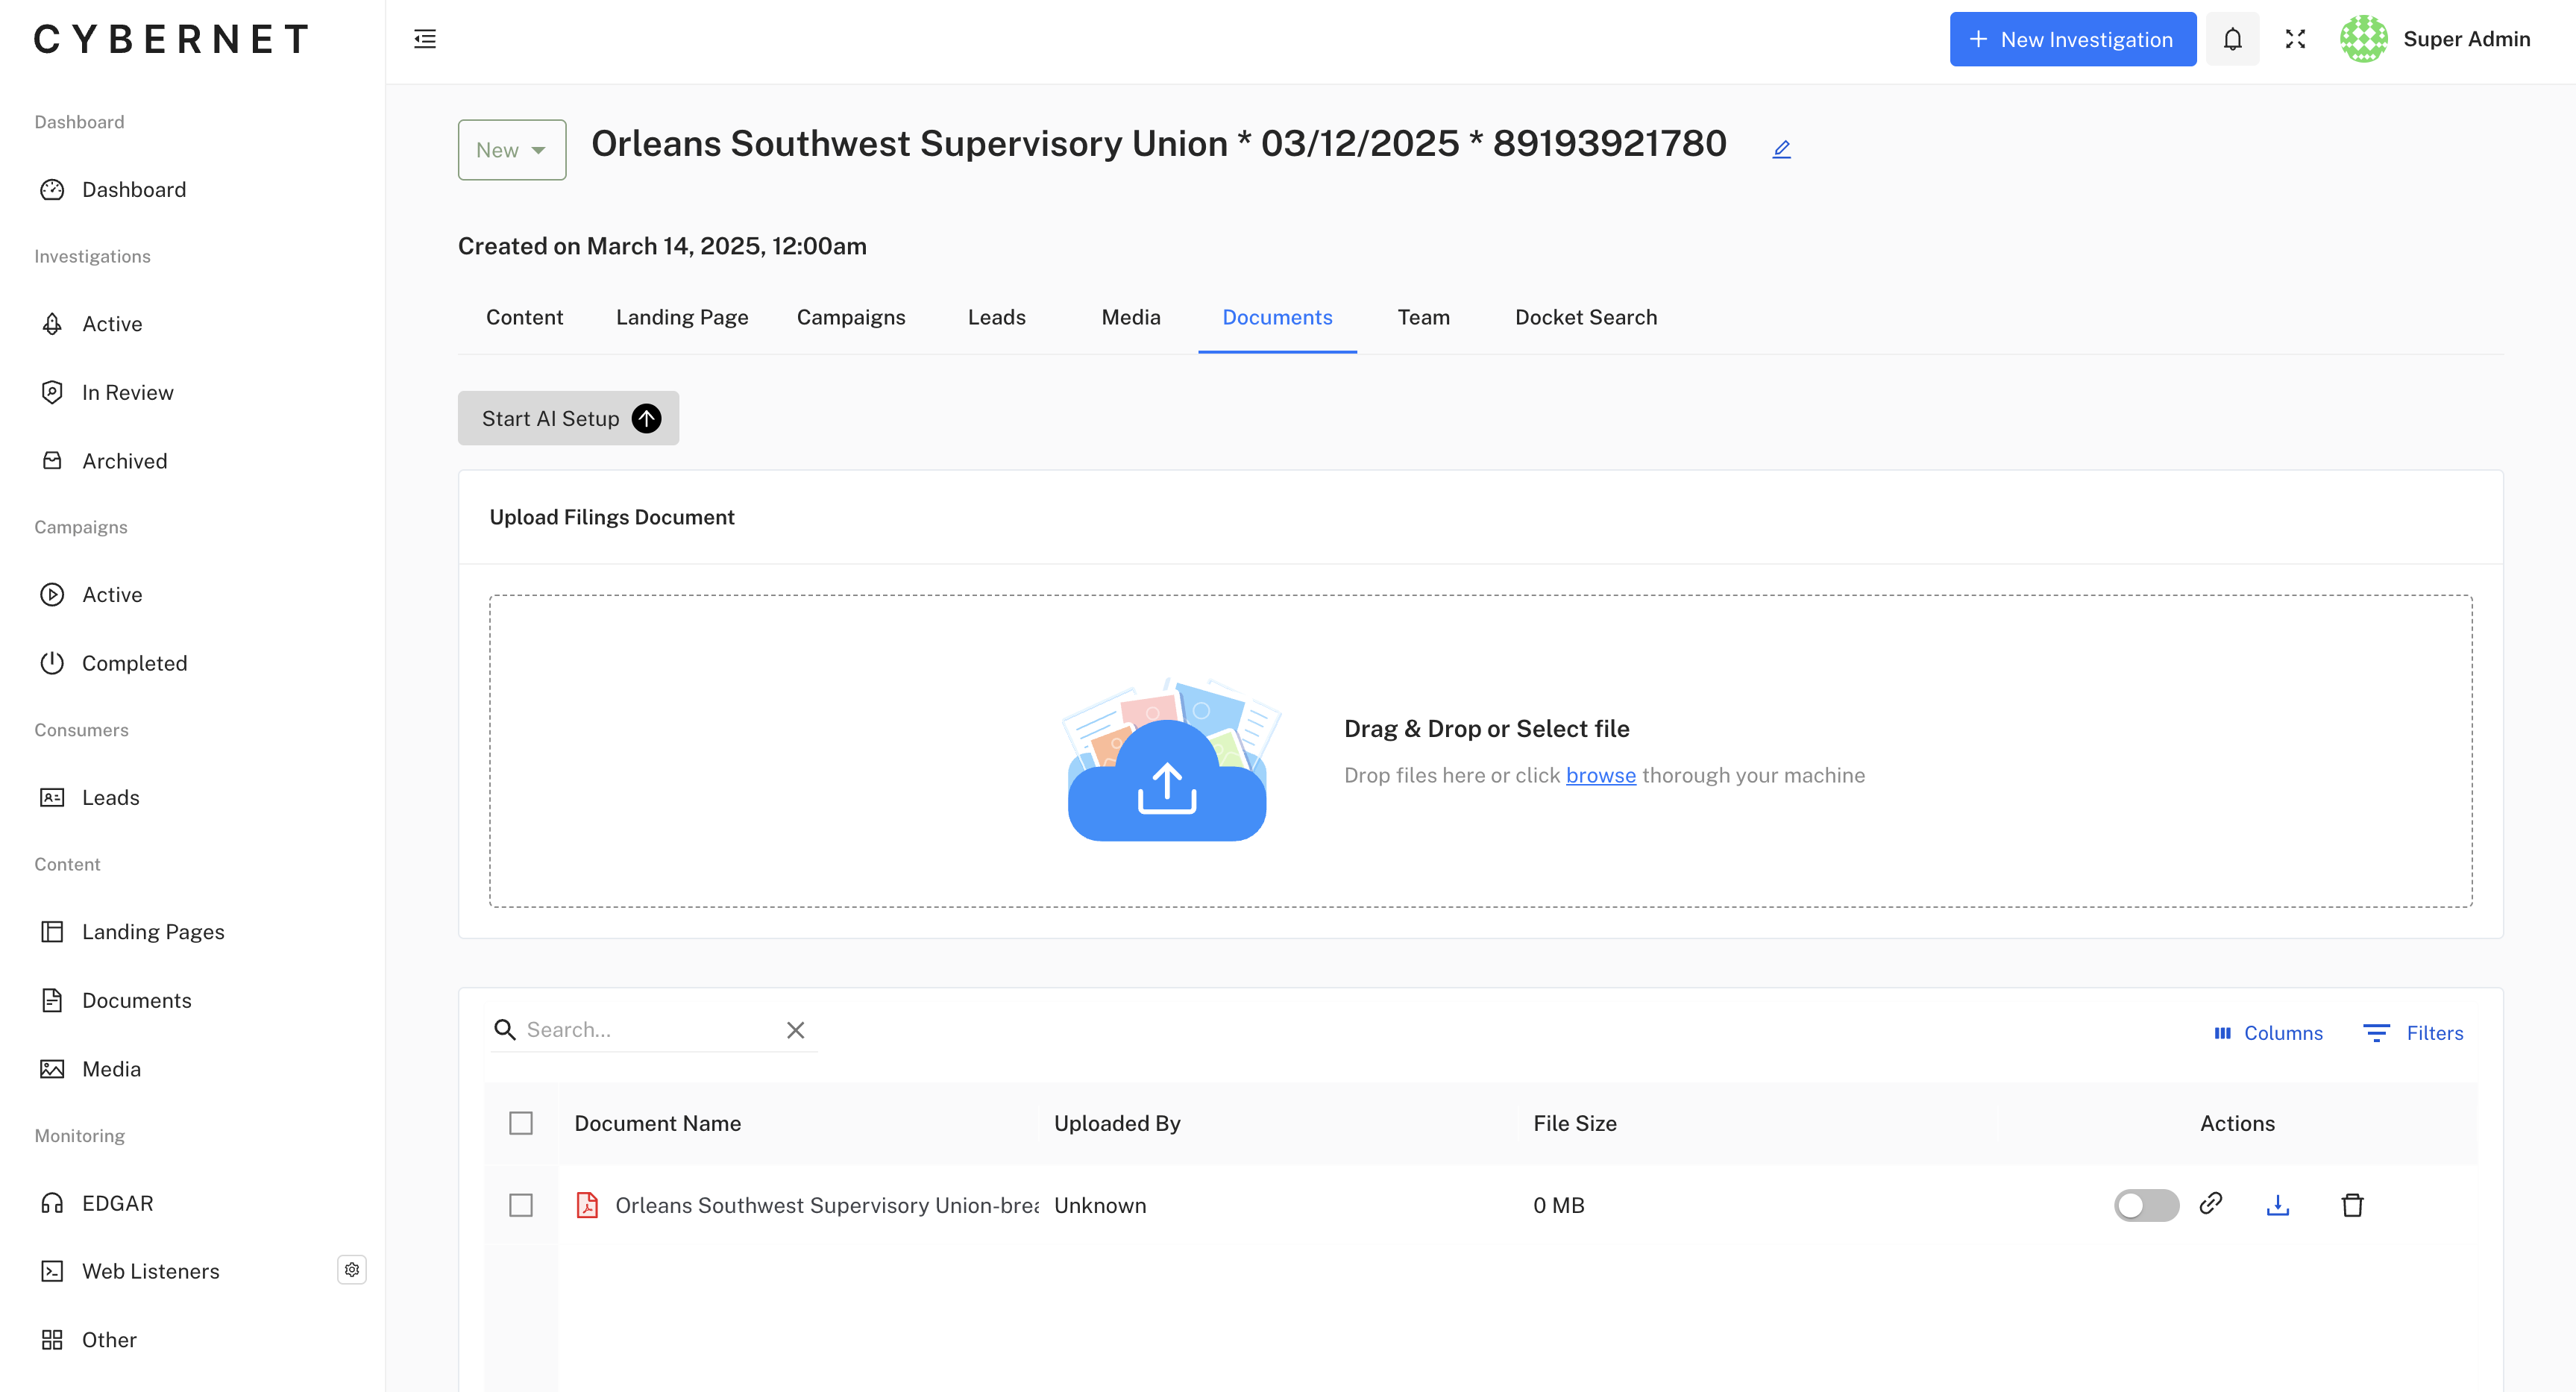 CYBERNET
New Investigation
Super Admin
Dashboard
Dashboard
Investigations
Active
In Review
Archived
Campaigns
Active
Completed
Consumers
Leads
Content
Landing Pages
Documents
Media
Monitoring
EDGAR
Web Listeners
Other
New
Orleans Southwest Supervisory Union * 03/12/2025 * 89193921780
Created on March 14, 2025, 12:00am
Content Landing Page Campaigns Leads Media Documents Team Docket Search
Start AI Setup
Upload Filings Document
Drag & Drop or Select file
Drop files here or click browse thorough your machine
Search...
Columns Filters
Document Name Uploaded By File Size Actions
Orleans Southwest Supervisory Union-brea Unknown 0 MB